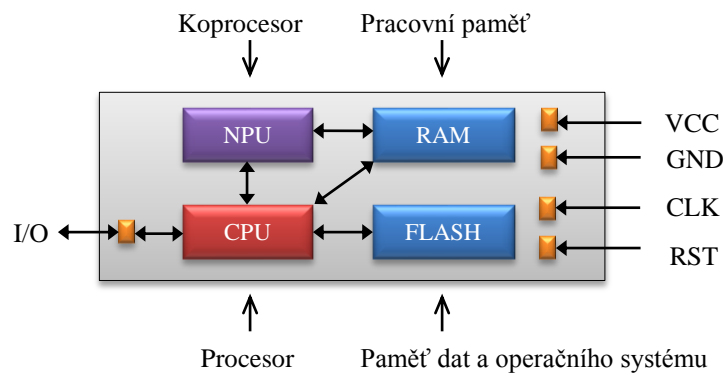 Koprocesor
Pracovní paměť
NPU
RAM
VCC
GND
I/O
CPU
FLASH
CLK
RST
Procesor
Paměť dat a operačního systému